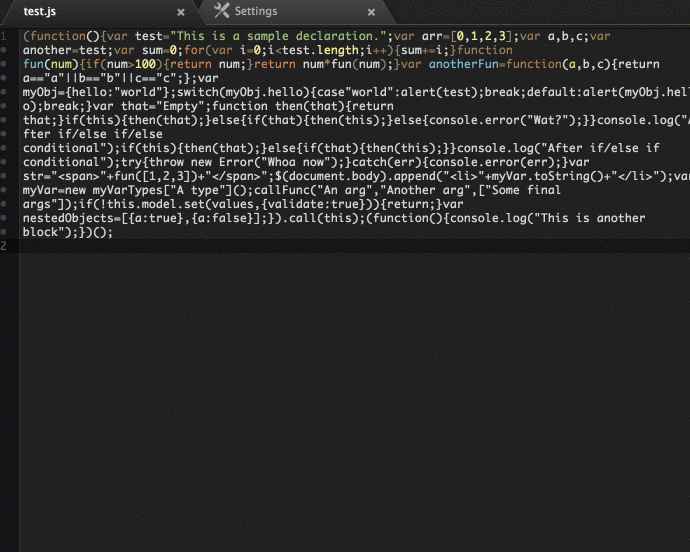 test.js × Settings ×
1 (function(){var test="This is a sample declaration.";var arr=[0,1,2,3];var a,b,c;var
another=test;var sum=0;for(var i=0;i<test.length;i++){sum+=i;}function
fun(num){if(num>100){return num;}return num*fun(num);}var anotherFun=function(a,b,c){return
a=="a"||b=="b"||c=="c";};var
myObj={hello:"world"};switch(myObj.hello){case"world":alert(test);break;default:alert(myObj.hell
o);break;}var that="Empty";function then(that){return
that;}if(this){then(that);}else{if(that){then(this);}else{console.error("Wat?");}}console.log("A
fter if/else if/else
conditional");if(this){then(that);}else{if(that){then(this);}}console.log("After if/else if
conditional");try{throw new Error("Whoa now");}catch(err){console.error(err);}var
str="<span>"+fun([1,2,3])+"</span>";$(document.body).append("<li>"+myVar.toString()+"</li>");var
myVar=new myVarTypes["A type"]();callFunc("An arg","Another arg",["Some final
args"]);if(!this.model.set(values,{validate:true})){return;}var
nestedObjects=[{a:true},{a:false}];}).call(this);(function(){console.log("This is another
block");})();
2